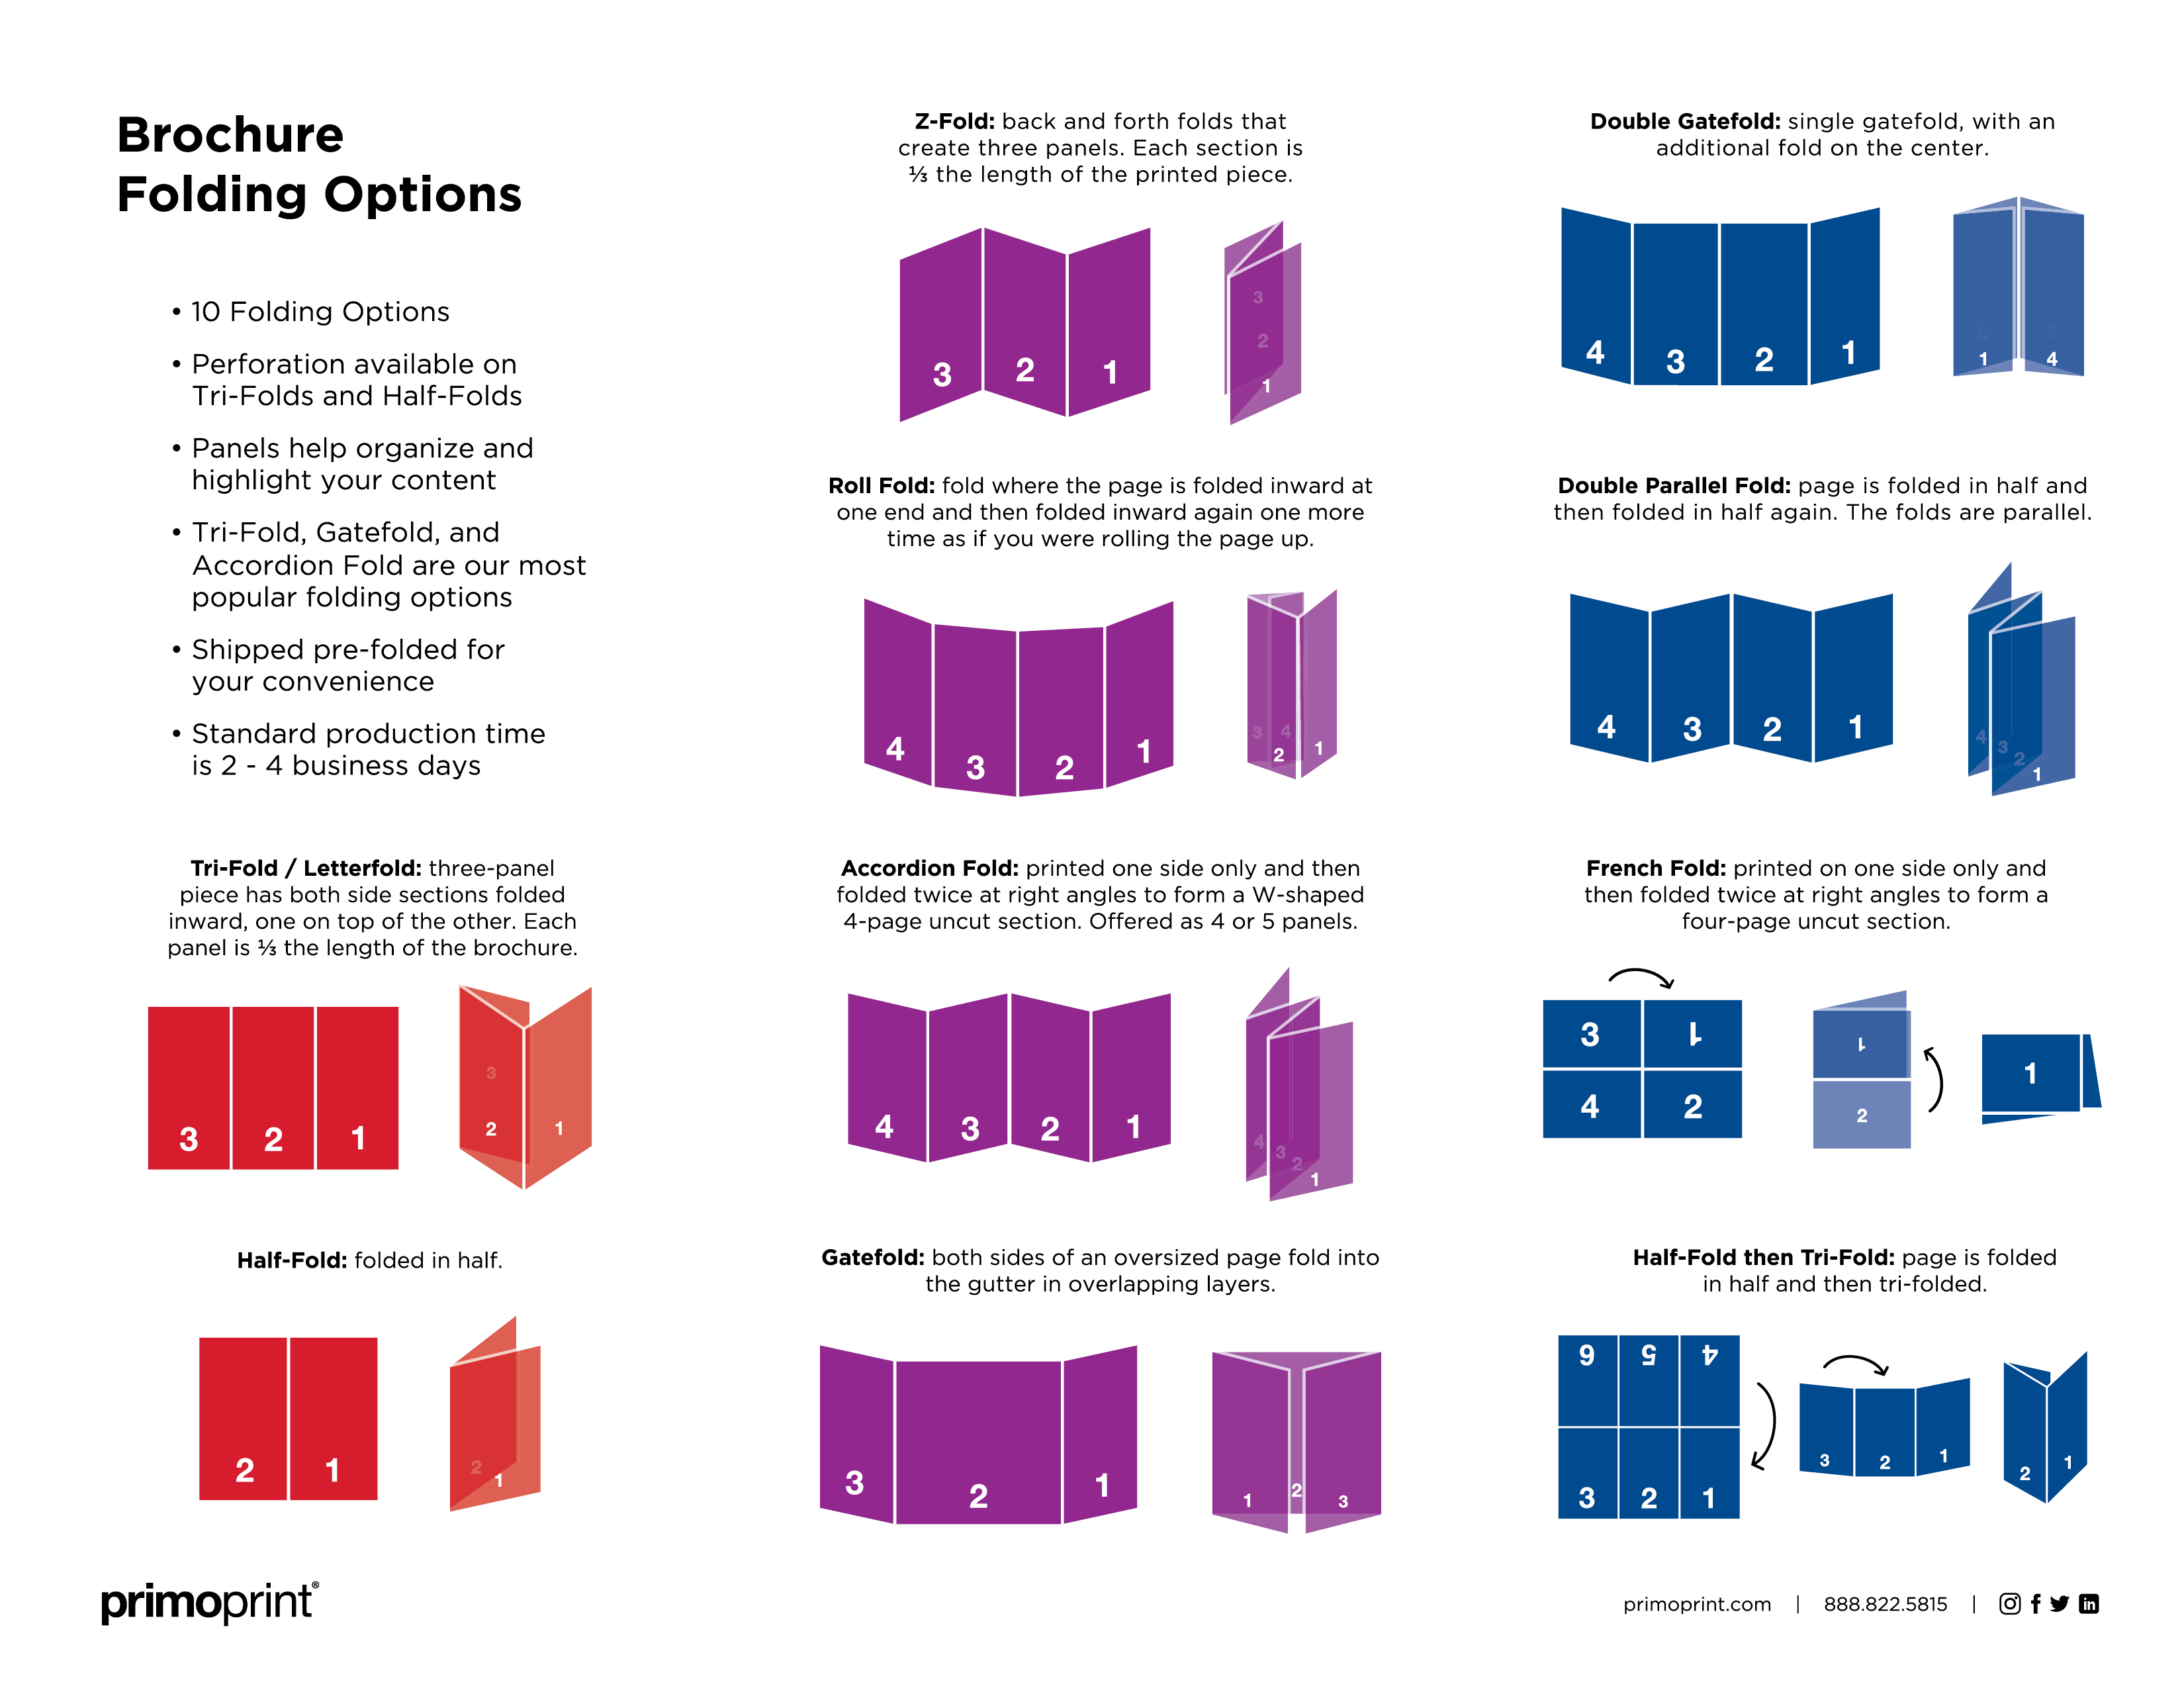 Brochure
Folding Options
• 10 Folding Options
• Perforation available on
Tri-Folds and Half-Folds
• Panels help organize and
highlight your content
• Tri-Fold, Gatefold, and
Accordion Fold are our most
popular folding options
• Shipped pre-folded for
your convenience
• Standard production time
is 2 - 4 business days
Tri-Fold / Letterfold: three-panel
piece has both side sections folded
inward, one on top of the other. Each
panel is ⅓ the length of the brochure.
3 2 1
3
2 1
Half-Fold: folded in half.
2 1
2 1
Z-Fold: back and forth folds that
create three panels. Each section is
⅓ the length of the printed piece.
3 2 1
3
2
1
Roll Fold: fold where the page is folded inward at
one end and then folded inward again one more
time as if you were rolling the page up.
4 3 2 1
3 4
2 1
Accordion Fold: printed one side only and then
folded twice at right angles to form a W-shaped
4-page uncut section. Offered as 4 or 5 panels.
4 3 2 1
4 3 2 1
Gatefold: both sides of an oversized page fold into
the gutter in overlapping layers.
3 2 1
1 2 3
Double Gatefold: single gatefold, with an
additional fold on the center.
4 3 2 1
2 3
1 4
Double Parallel Fold: page is folded in half and
then folded in half again. The folds are parallel.
4 3 2 1
4 3 2 1
French Fold: printed on one side only and
then folded twice at right angles to form a
four-page uncut section.
3 1
4 2
1
2
1
Half-Fold then Tri-Fold: page is folded
in half and then tri-folded.
6 5 4
3 2 1
3 2 1
2 1
primoprint®
primoprint.com | 888.822.5815 |
in